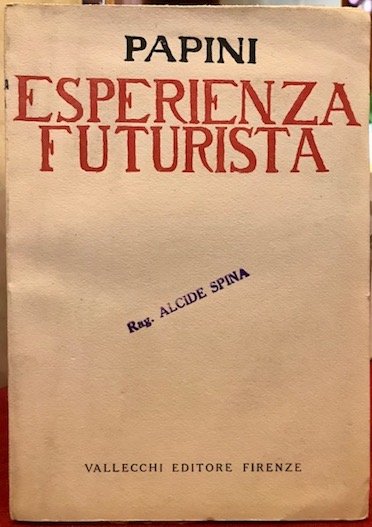 PAPINI
ESPERIENZA
FUTURISTA
Rag. ALCIDE SPINA
VALLECCHI EDITORE FIRENZE